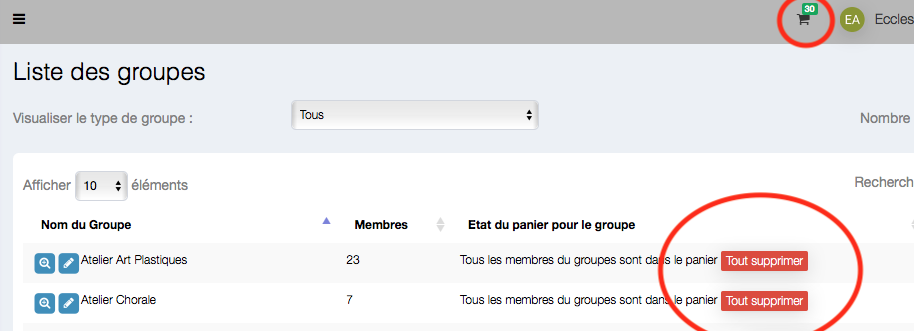 30
EA Eccles
Liste des groupes
Visualiser le type de groupe : Tous Nombre
Afficher 10 éléments Recherch
Nom du Groupe Membres Etat du panier pour le groupe
Atelier Art Plastiques 23 Tous les membres du groupes sont dans le panier Tout supprimer
Atelier Chorale 7 Tous les membres du groupes sont dans le panier Tout supprimer